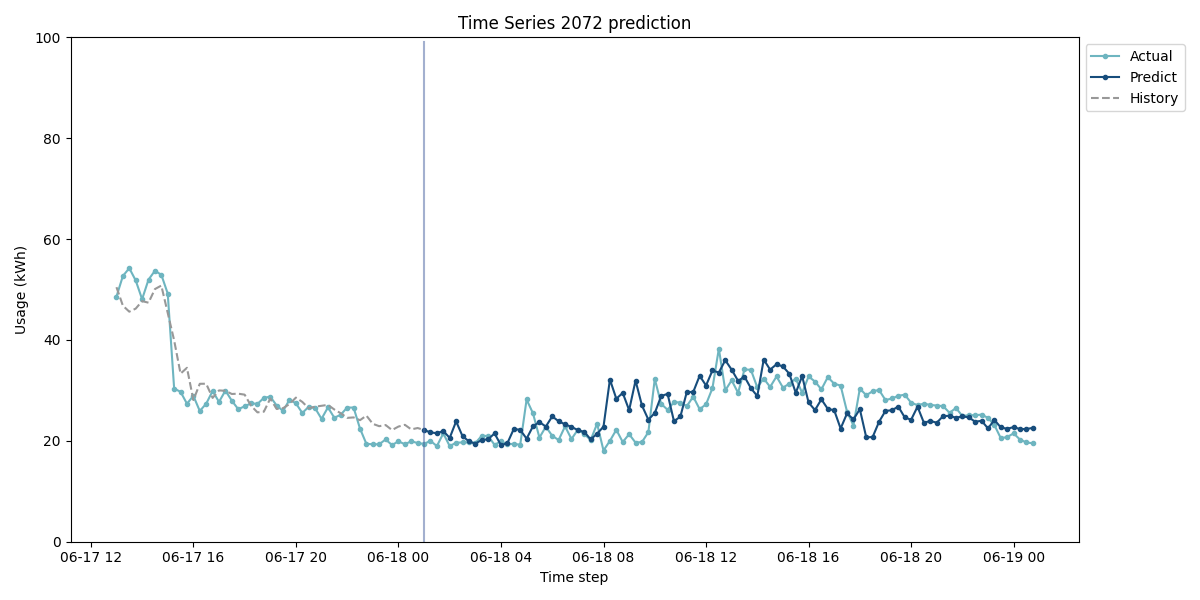 Time Series 2072 prediction
100
80
60
40
20
0
Usage (kWh)
06-17 12
06-17 16
06-17 20
06-18 00
06-18 04
06-18 08
06-18 12
06-18 16
06-18 20
06-19 00
Time step
Actual
Predict
History